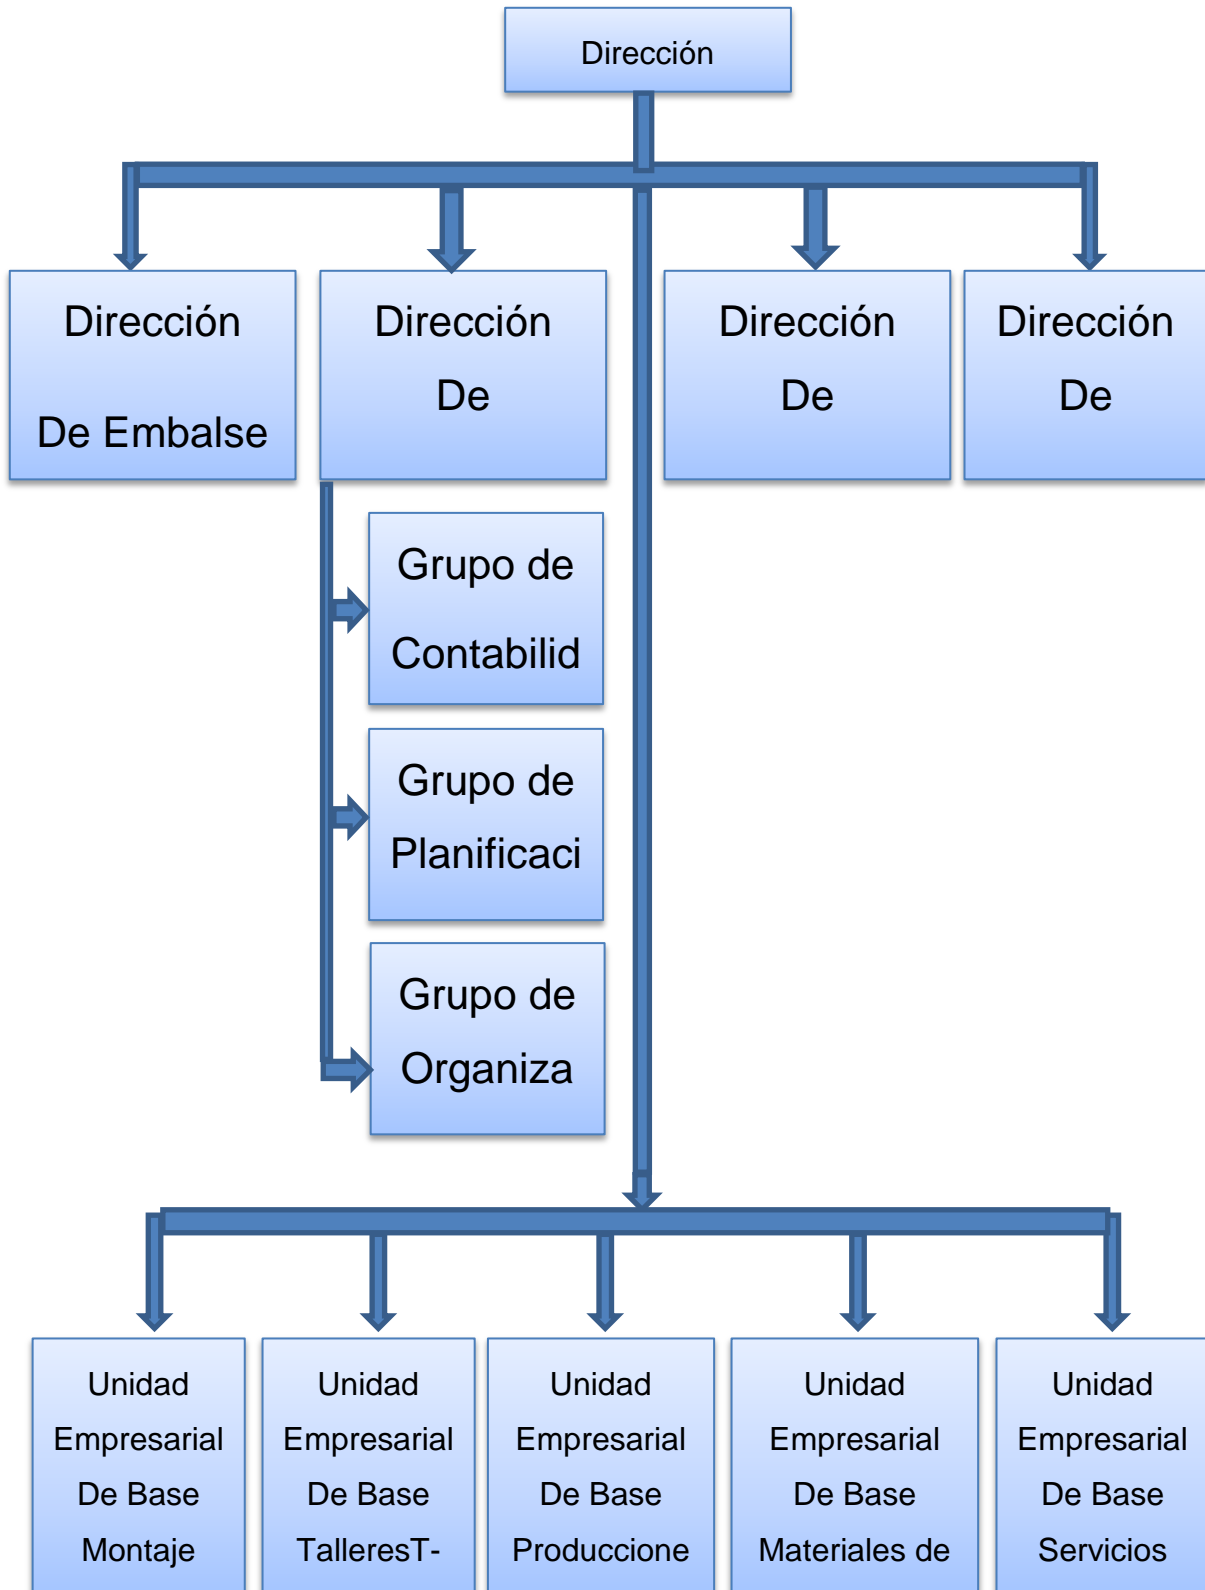 Dirección
Dirección
De Embalse
Dirección
De
Dirección
De
Dirección
De
Grupo de
Contabilid
Grupo de
Planificaci
Grupo de
Organiza
Unidad
Empresarial
De Base
Montaje
Unidad
Empresarial
De Base
TalleresT-
Unidad
Empresarial
De Base
Produccione
Unidad
Empresarial
De Base
Materiales de
Unidad
Empresarial
De Base
Servicios